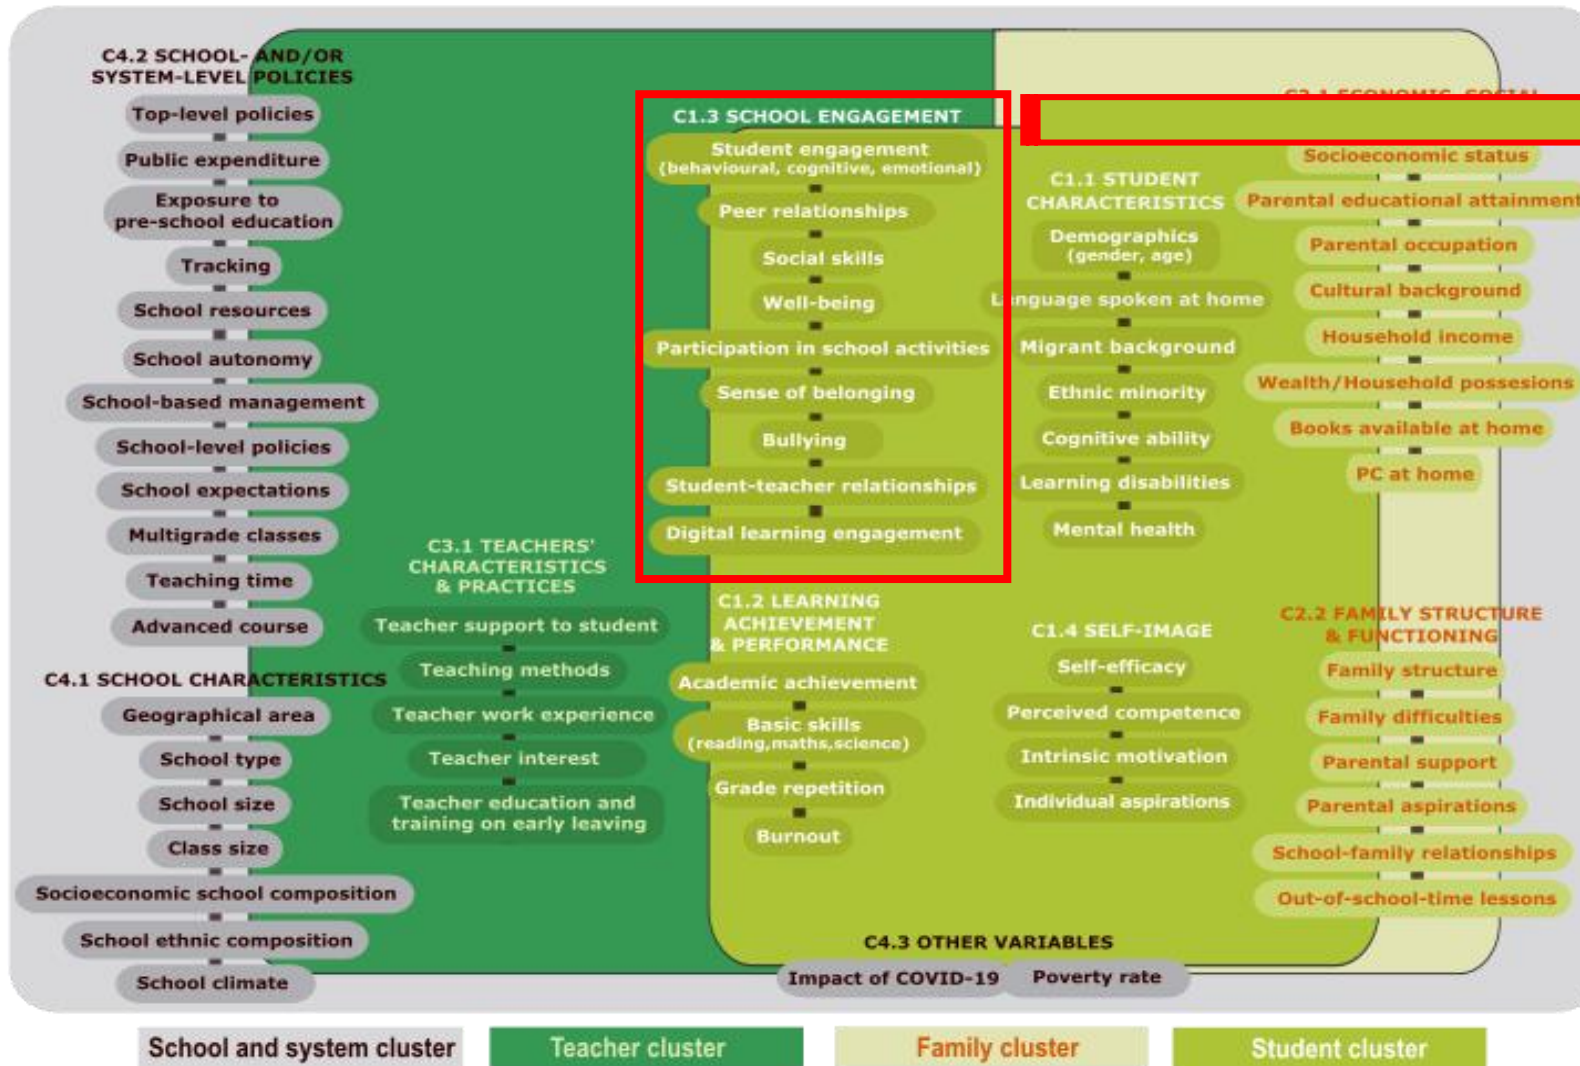 C4.2 SCHOOL- AND/OR
SYSTEM-LEVEL POLICIES
Top-level policies
Public expenditure
Exposure to
pre-school education
Tracking
School resources
School autonomy
School-based management
School-level policies
School expectations
Multigrade classes
Teaching time
Advanced course
C4.1 SCHOOL CHARACTERISTICS
Geographical area
School type
School size
Class size
Socioeconomic school composition
School ethnic composition
School climate
C3.1 TEACHERS'
CHARACTERISTICS
& PRACTICES
Teacher support to student
Teaching methods
Teacher work experience
Teacher interest
Teacher education and
training on early leaving
C1.3 SCHOOL ENGAGEMENT
Student engagement
(behavioural, cognitive, emotional)
Peer relationships
Social skills
Well-being
Participation in school activities
Sense of belonging
Bullying
Student-teacher relationships
Digital learning engagement
C1.2 LEARNING
ACHIEVEMENT
& PERFORMANCE
Academic achievement
Basic skills
(reading,maths,science)
Grade repetition
Burnout
C1.1 STUDENT
CHARACTERISTICS
Demographics
(gender, age)
Language spoken at home
Migrant background
Ethnic minority
Cognitive ability
Learning disabilities
Mental health
C1.4 SELF-IMAGE
Self-efficacy
Perceived competence
Intrinsic motivation
Individual aspirations
C2.1 ECONOMIC, SOCIAL
Socioeconomic status
Parental educational attainment
Parental occupation
Cultural background
Household income
Wealth/Household possesions
Books available at home
PC at home
C2.2 FAMILY STRUCTURE
& FUNCTIONING
Family structure
Family difficulties
Parental support
Parental aspirations
School-family relationships
Out-of-school-time lessons
C4.3 OTHER VARIABLES
Impact of COVID-19
Poverty rate
School and system cluster
Teacher cluster
Family cluster
Student cluster